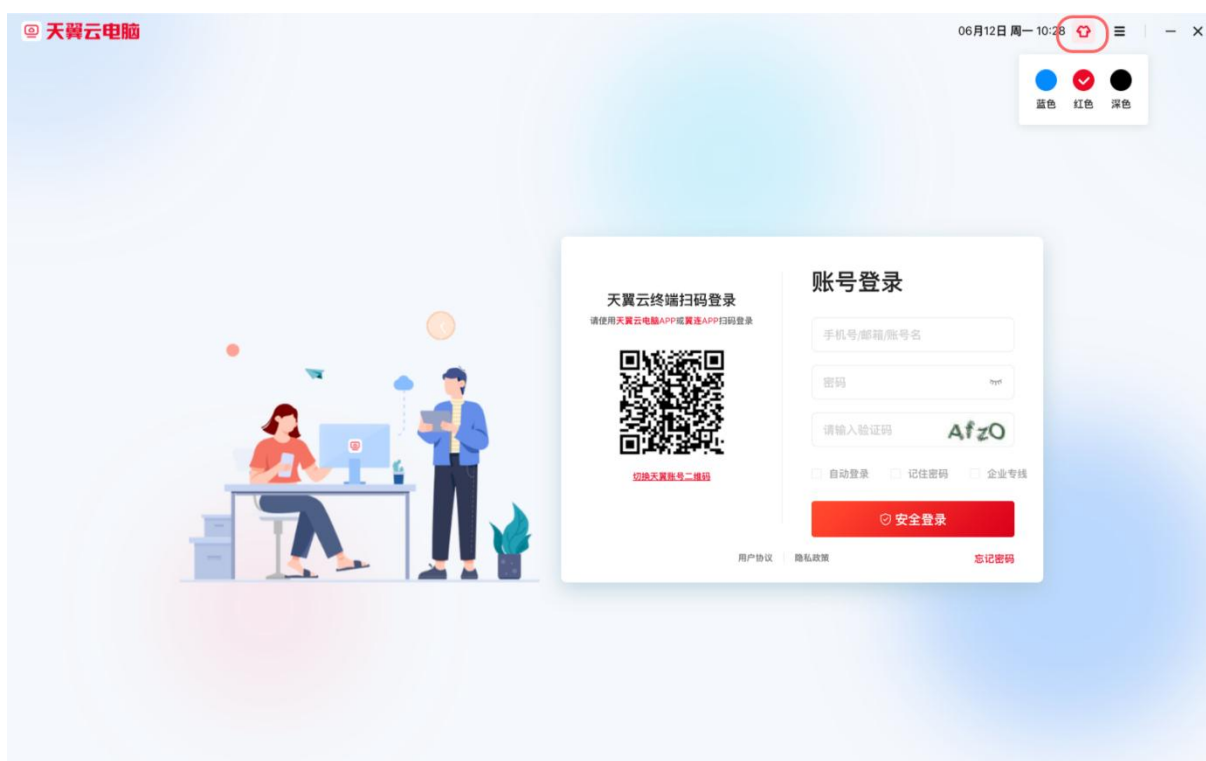 天翼云电脑
06月12日 周一 10:28
蓝色 红色 深色
天翼云终端扫码登录
请使用天翼云电脑APP或翼连APP扫码登录
切换天翼账号二维码
账号登录
手机号/邮箱/账号名
密码
请输入验证码 AfzO
自动登录 记住密码 企业专线
安全登录
用户协议 隐私政策 忘记密码